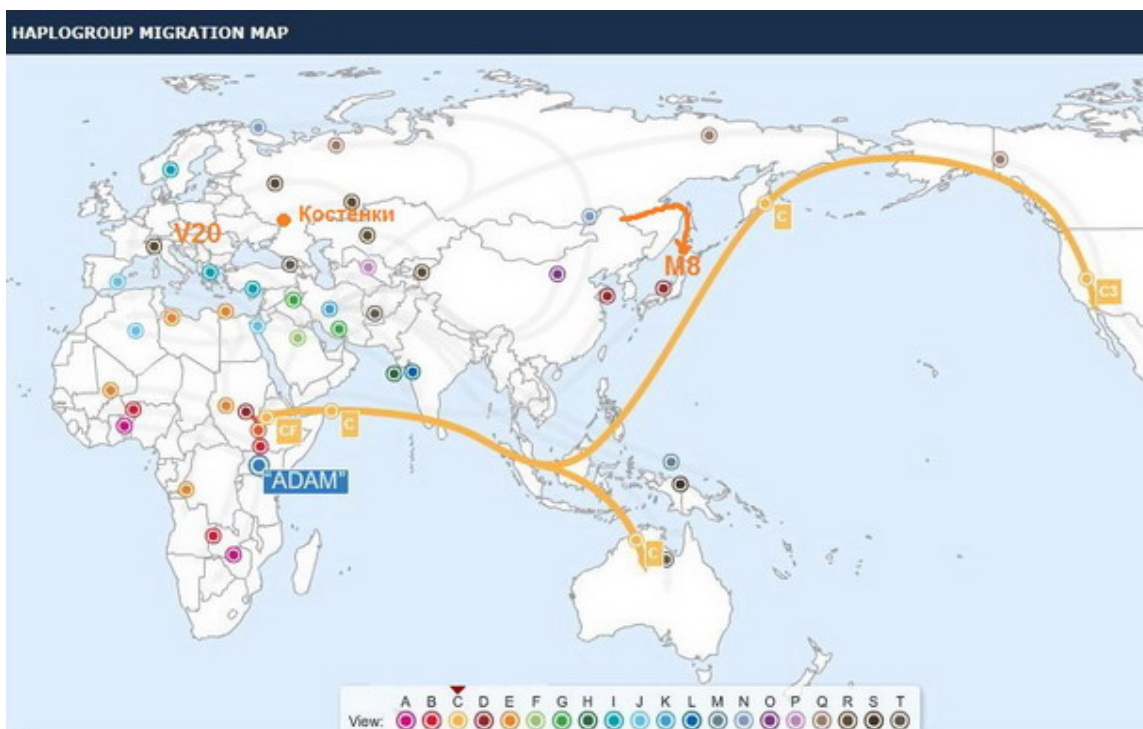 HAPLOGROUP MIGRATION MAP
Костенки
V20
M8
C
C3
CF
C
"ADAM"
C
A B C D E F G H I J K L M N O P Q R S T
View: